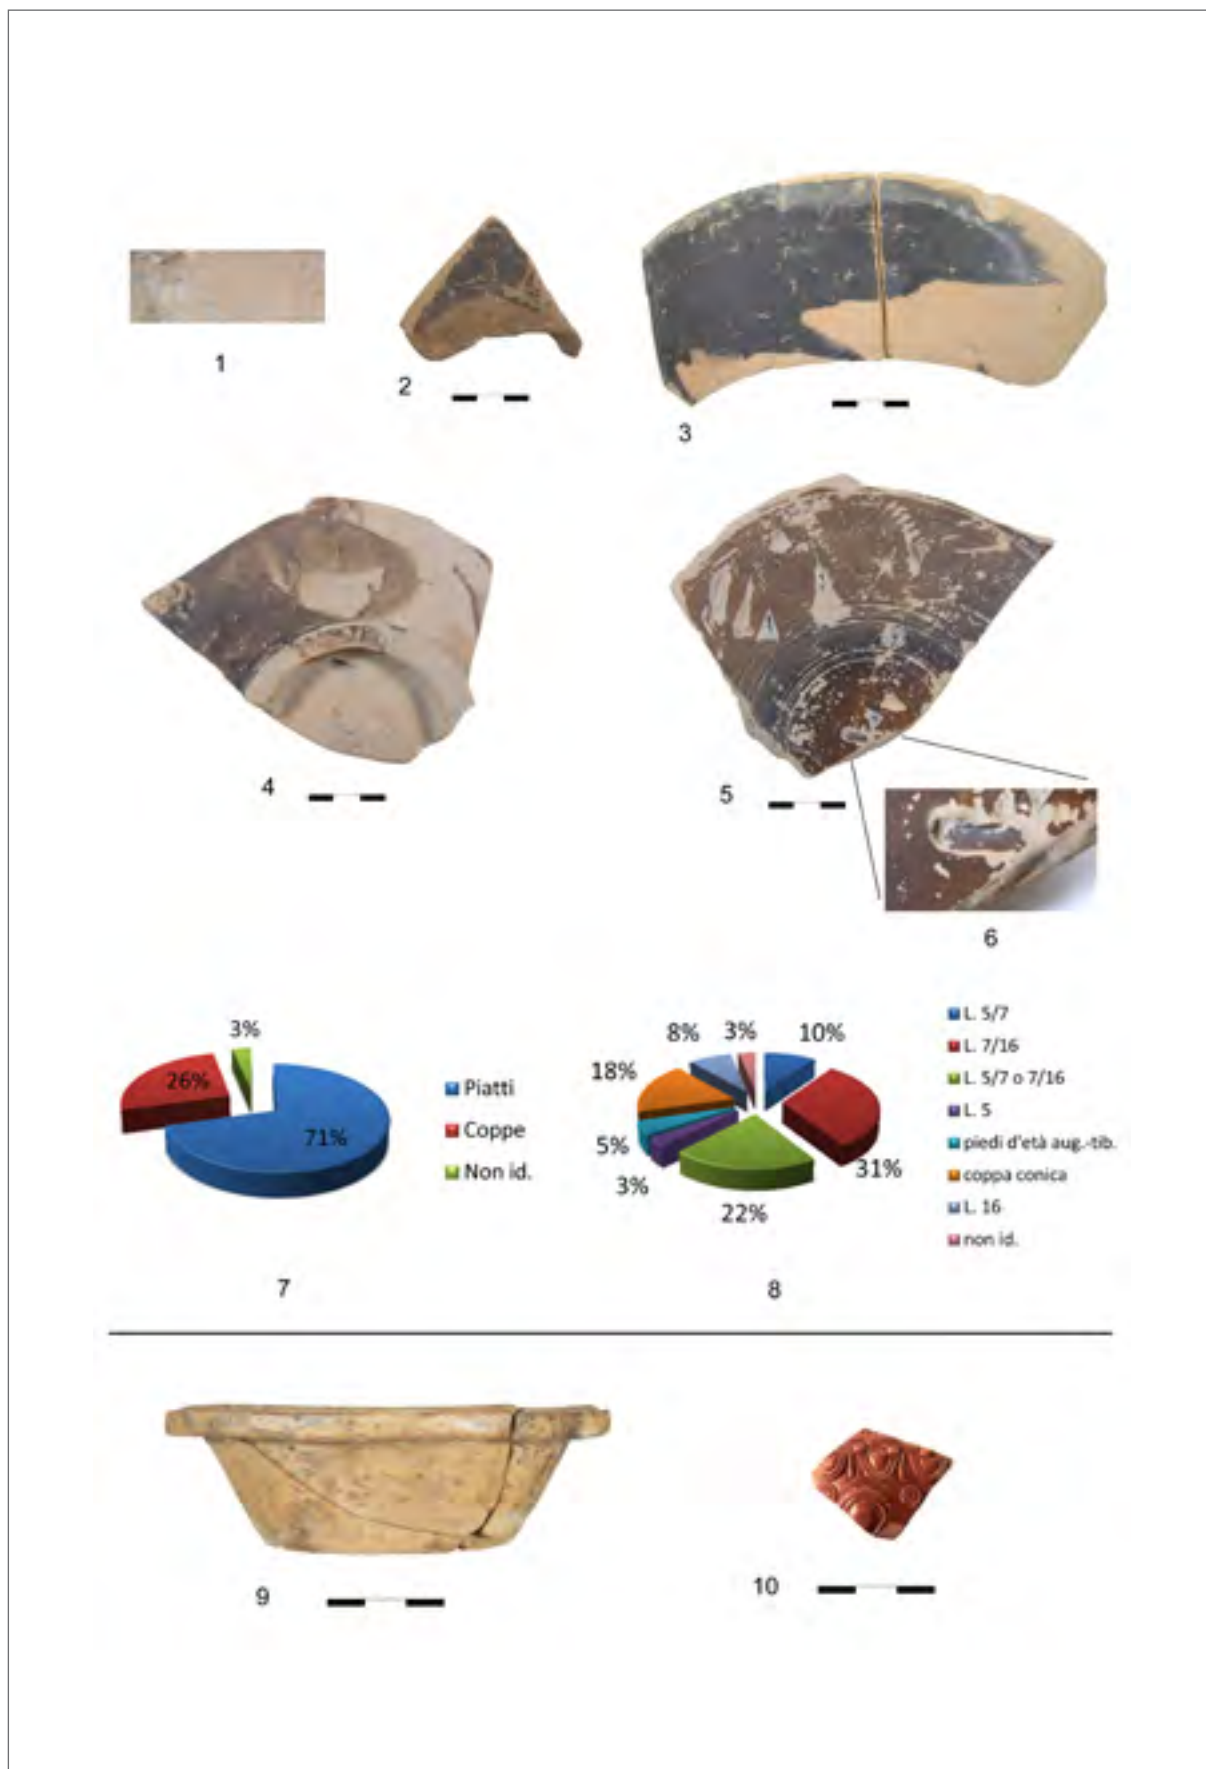 1
2
3
4
5
6
3%
26%
71%
Piatti
Coppe
Non id.
7
8%
3%
10%
18%
5%
3%
22%
31%
L. 5/7
L. 7/16
L. 5/7 o 7/16
L. 5
piedi d'età aug.-tib.
coppa conica
L. 16
non id.
8
9
10